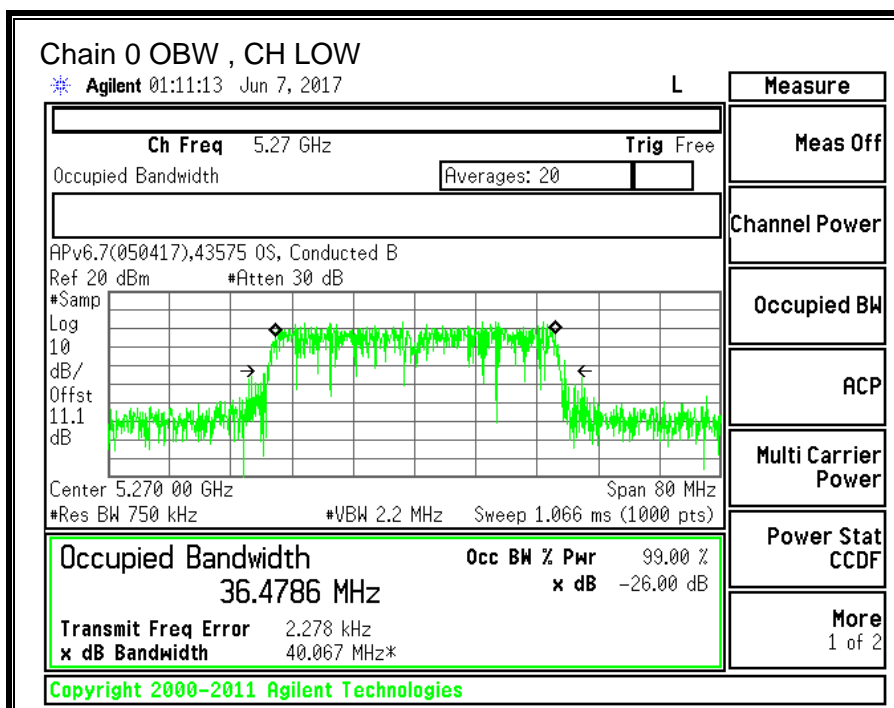 Chain 0 OBW , CH LOW
Agilent 01:11:13 Jun 7, 2017 L
Measure
Ch Freq 5.27 GHz Trig Free
Occupied Bandwidth Averages: 20
Meas Off
Channel Power
Occupied BW
ACP
Multi Carrier
Power
Power Stat
CCDF
More
1 of 2
APv6.7(050417),43575 OS, Conducted B
Ref 20 dBm #Atten 30 dB
#Samp
Log
10
dB/
Offst
11.1
dB
Center 5.270 00 GHz Span 80 MHz
#Res BW 750 kHz #VBW 2.2 MHz Sweep 1.066 ms (1000 pts)
Occupied Bandwidth Occ BW % Pwr 99.00 %
36.4786 MHz x dB -26.00 dB
Transmit Freq Error 2.278 kHz
x dB Bandwidth 40.067 MHz*
Copyright 2000-2011 Agilent Technologies